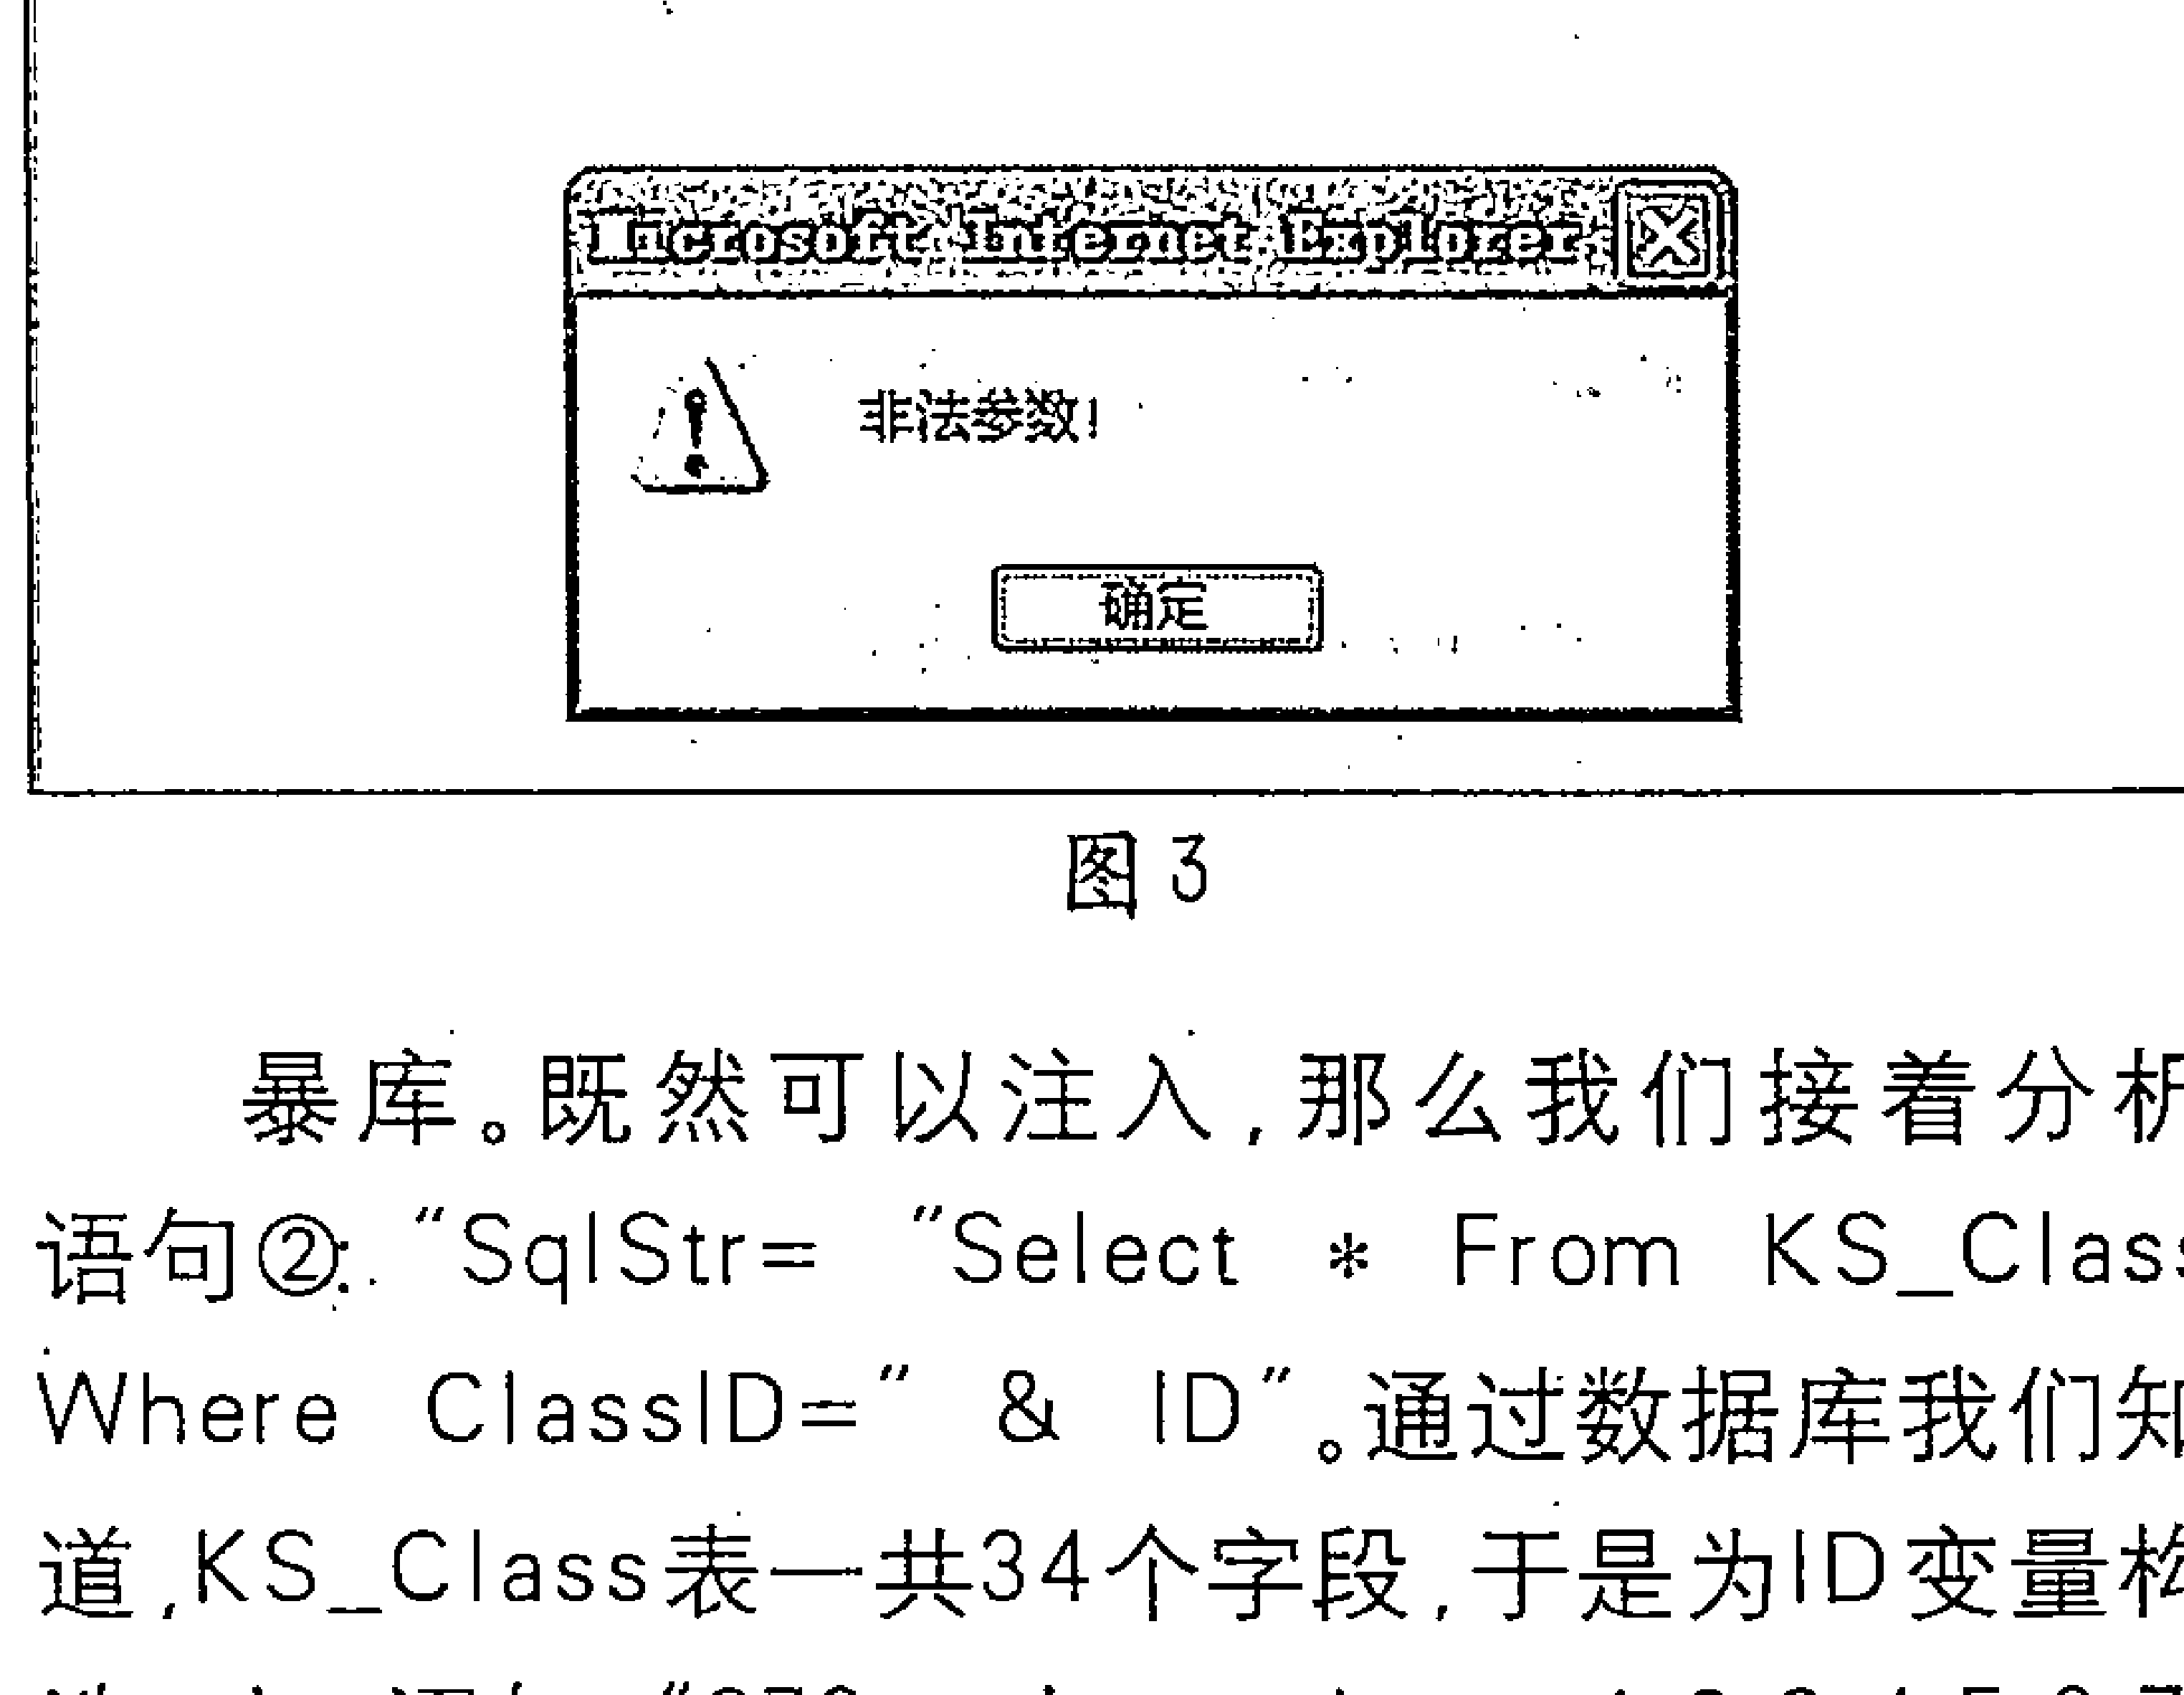 Microsoft Internet Explorer
非法参数!
确定
图 3
暴库。既然可以注入,那么我们接着分析
语句②: “SqlStr= "Select * From KS_Class
Where ClassID=" & ID”。通过数据库我们知
道,KS_Class表一共34个字段,于是为ID变量构